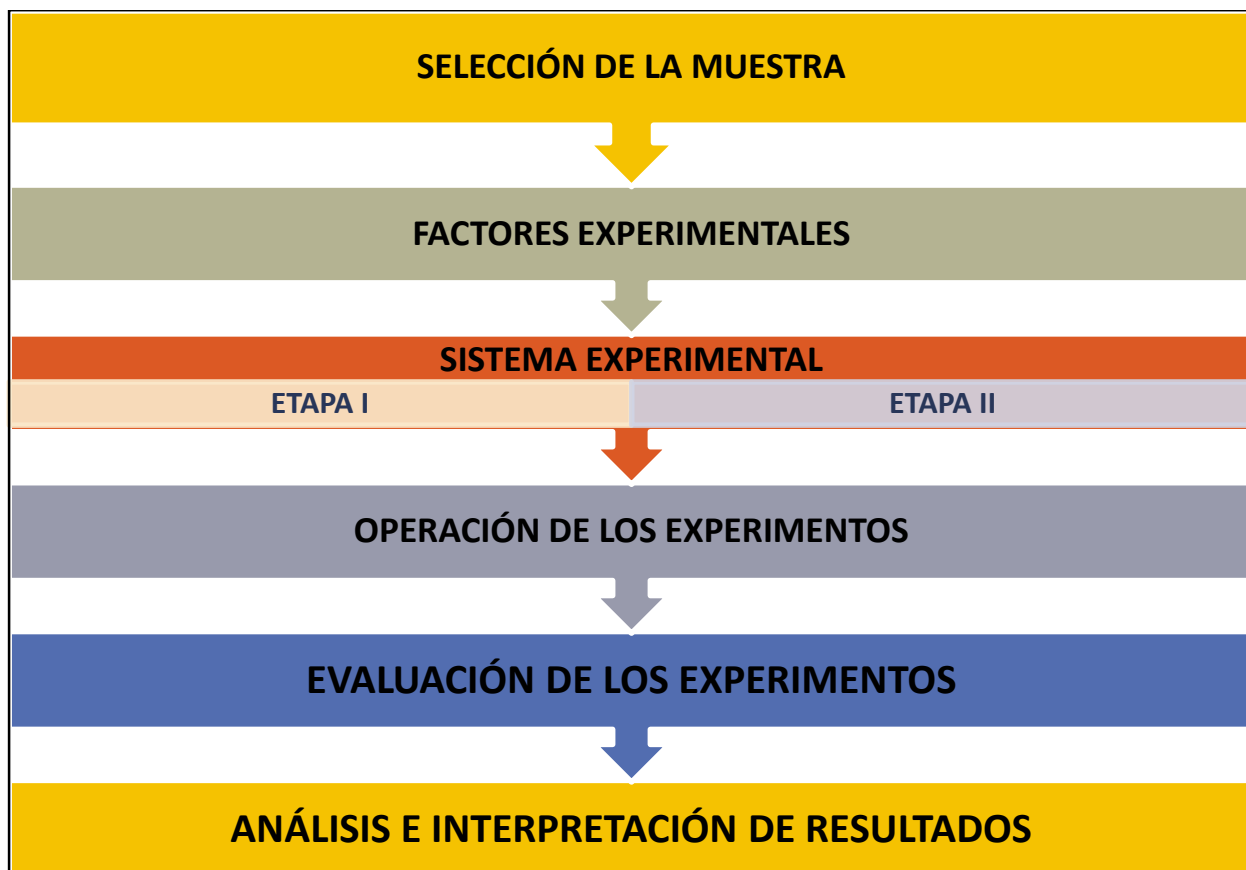 SELECCIÓN DE LA MUESTRA
FACTORES EXPERIMENTALES
SISTEMA EXPERIMENTAL
ETAPA I
ETAPA II
OPERACIÓN DE LOS EXPERIMENTOS
EVALUACIÓN DE LOS EXPERIMENTOS
ANÁLISIS E INTERPRETACIÓN DE RESULTADOS